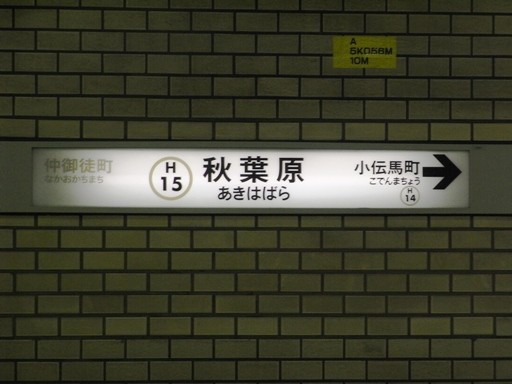 A
5K058M
10M
仲御徒町
なかおかちまち
H
15
秋葉原
あきはばら
小伝馬町
こでんまちょう
H
14